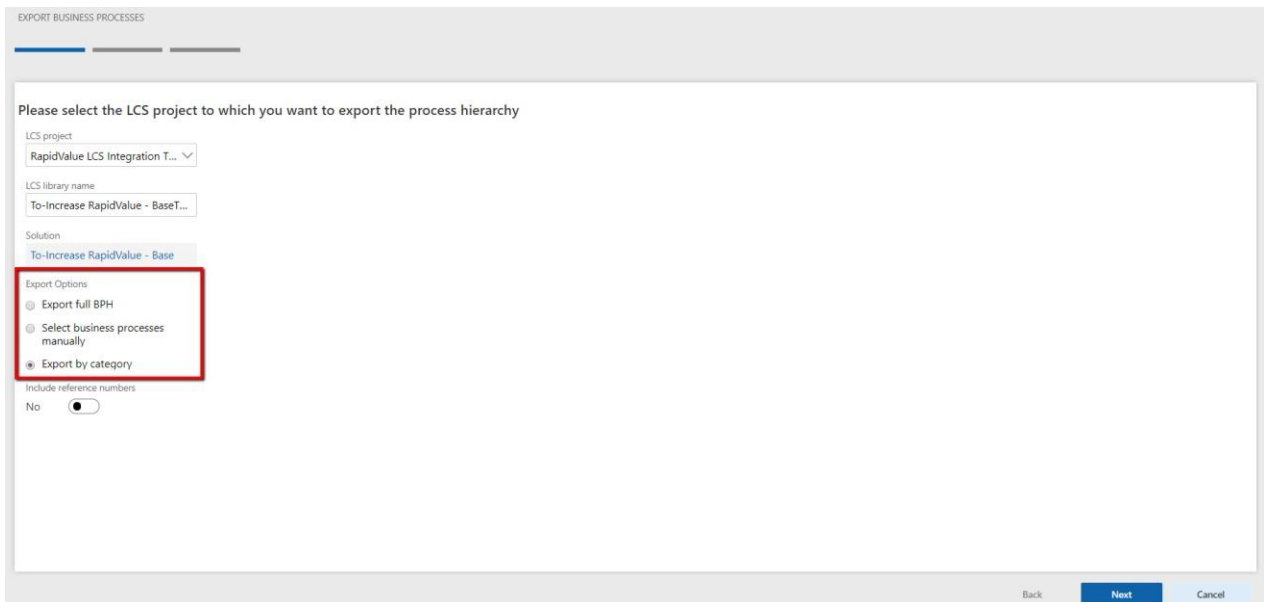 EXPORT BUSINESS PROCESSES
Please select the LCS project to which you want to export the process hierarchy
LCS project
RapidValue LCS Integration T...
LCS library name
To-Increase RapidValue - BaseT...
Solution
To-Increase RapidValue - Base
Export Options
Export full BPH
Select business processes
manually
Export by category
Include reference numbers
No
Back Next Cancel